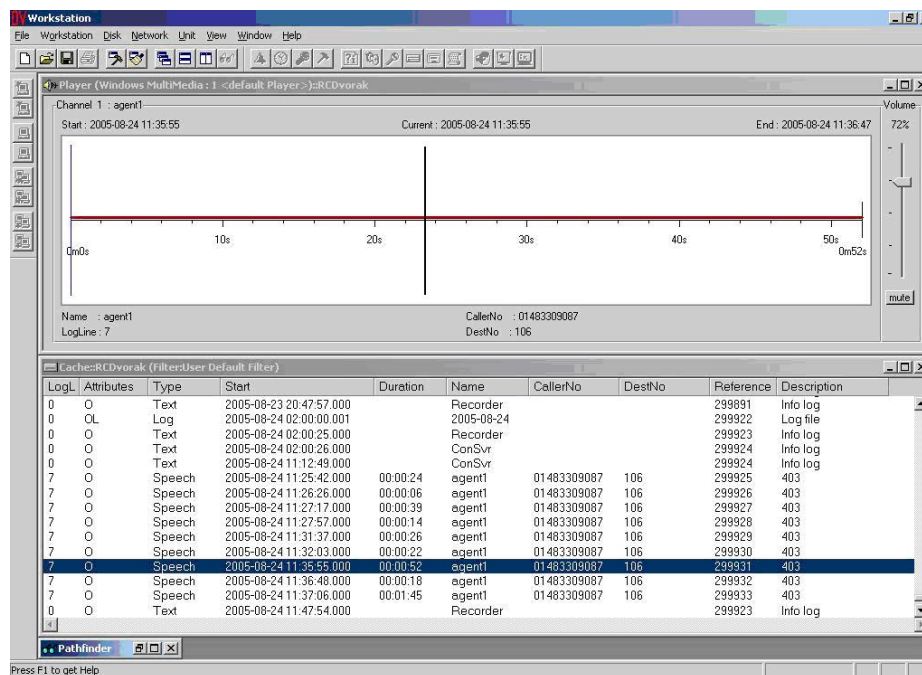 DV Workstation
File Workstation Disk Network Unit View Window Help
Player (Windows MultiMedia : 1 <default Player>)::RCDvorak
Channel 1 : agent1
Volume
Start : 2005-08-24 11:35:55 Current : 2005-08-24 11:35:55 End : 2005-08-24 11:36:47 72%
10s 20s 30s 40s 50s
0m0s 0m52s
mute
Name : agent1 CallerNo : 01483309087
LogLine : 7 DestNo : 106
Cache::RCDvorak (Filter:User Default Filter)
LogL Attributes Type Start Duration Name CallerNo DestNo Reference Description
0 O Text 2005-08-23 20:47:57.000 Recorder 299891 Info log
0 OL Log 2005-08-24 02:00:00.001 2005-08-24 299922 Log file
0 O Text 2005-08-24 02:00:25.000 Recorder 299923 Info log
0 O Text 2005-08-24 02:00:26.000 ConSvr 299924 Info log
0 O Text 2005-08-24 11:12:49.000 ConSvr 299924 Info log
7 O Speech 2005-08-24 11:25:42.000 00:00:24 agent1 01483309087 106 299925 403
7 O Speech 2005-08-24 11:26:26.000 00:00:06 agent1 01483309087 106 299926 403
7 O Speech 2005-08-24 11:27:17.000 00:00:39 agent1 01483309087 106 299927 403
7 O Speech 2005-08-24 11:27:57.000 00:00:14 agent1 01483309087 106 299928 403
7 O Speech 2005-08-24 11:31:37.000 00:00:26 agent1 01483309087 106 299929 403
7 O Speech 2005-08-24 11:32:03.000 00:00:22 agent1 01483309087 106 299930 403
7 O Speech 2005-08-24 11:35:55.000 00:00:52 agent1 01483309087 106 299931 403
7 O Speech 2005-08-24 11:36:48.000 00:00:18 agent1 01483309087 106 299932 403
7 O Speech 2005-08-24 11:37:06.000 00:01:45 agent1 01483309087 106 299933 403
0 O Text 2005-08-24 11:47:54.000 Recorder 299923 Info log
Pathfinder
Press F1 to get Help